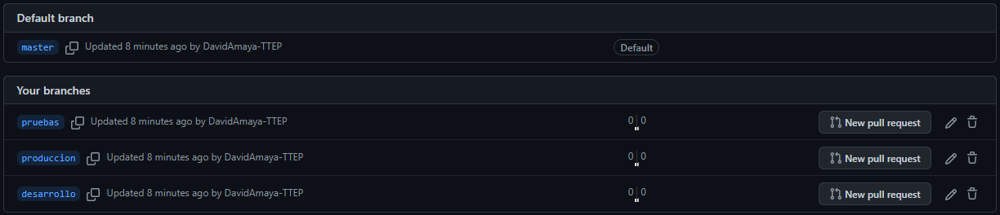 Default branch
master Updated 8 minutes ago by DavidAmaya-TTEP Default
Your branches
pruebas Updated 8 minutes ago by DavidAmaya-TTEP 0 0 New pull request
produccion Updated 8 minutes ago by DavidAmaya-TTEP 0 0 New pull request
desarrollo Updated 8 minutes ago by DavidAmaya-TTEP 0 0 New pull request